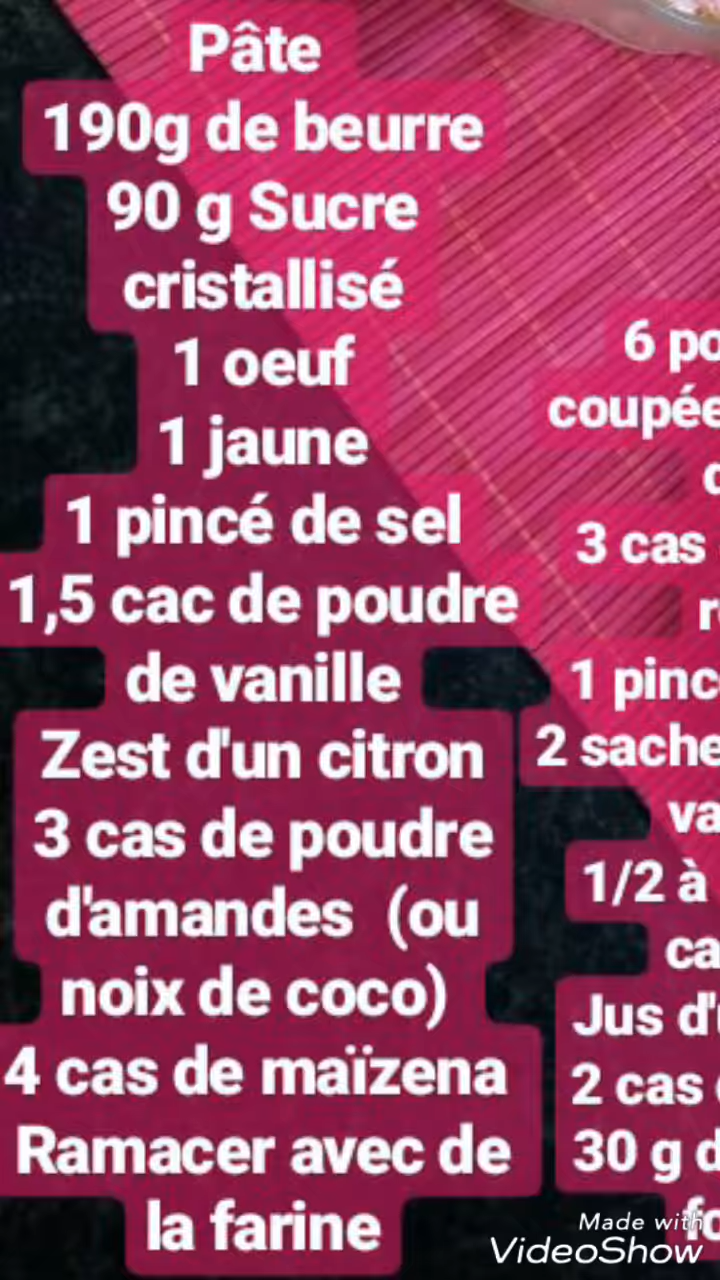 Pâte
190g de beurre
90 g Sucre
cristallisé
1 oeuf
1 jaune
1 pincé de sel
1,5 cac de poudre
de vanille
Zest d'un citron
3 cas de poudre
d'amandes (ou
noix de coco)
4 cas de maïzena
Ramacer avec de
la farine
6
coupée
3 cas
1
2
1/2 à
Jus
2 cas
30 g
Made with
VideoShow